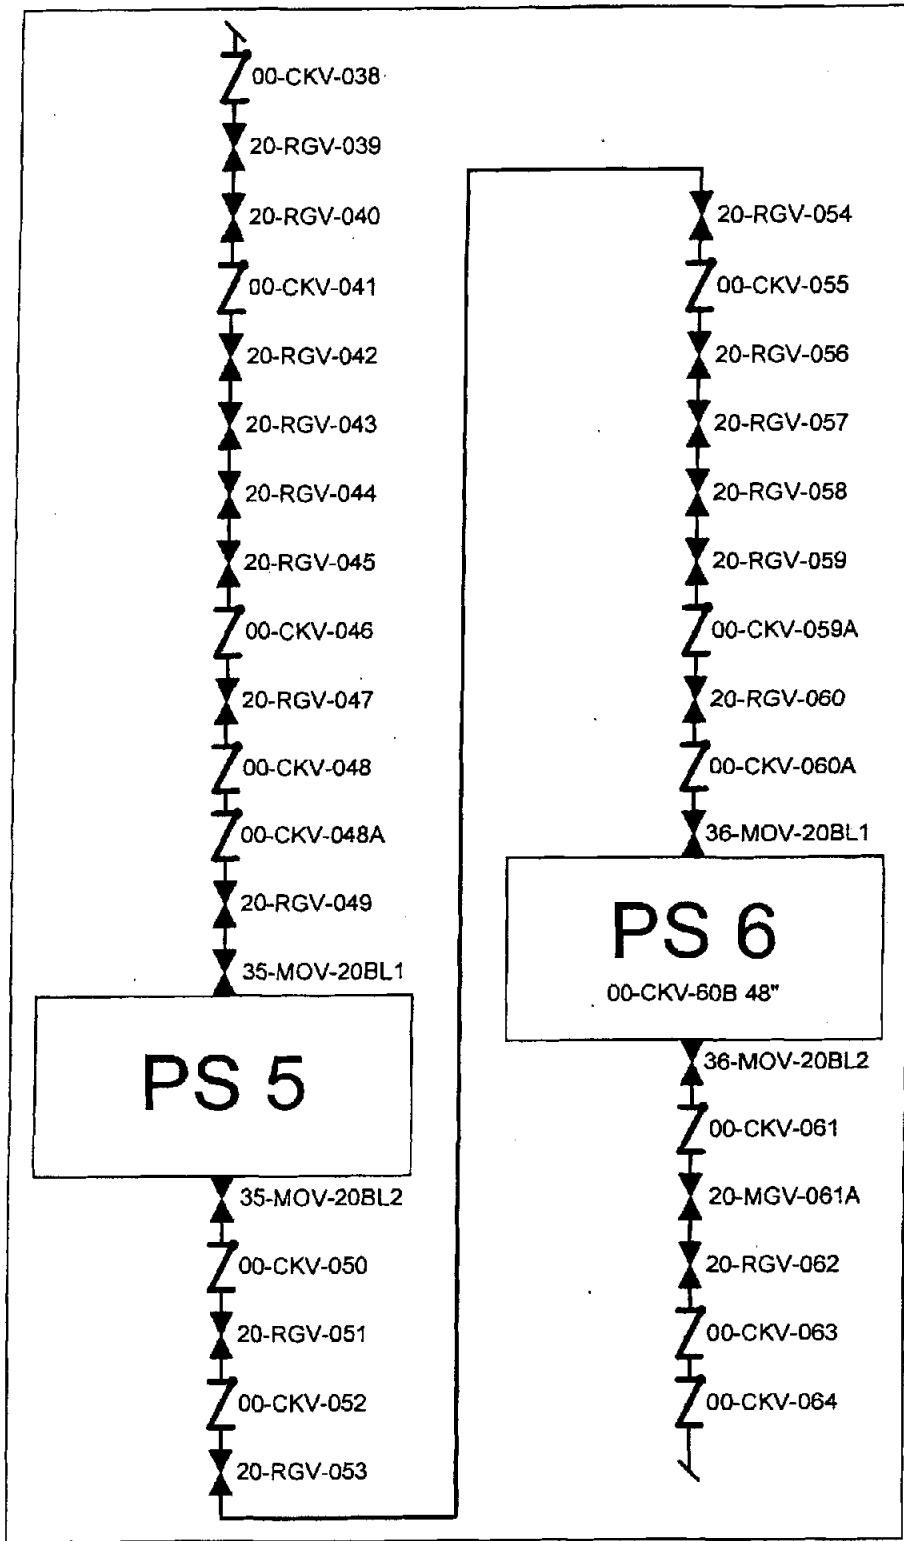 00-CKV-038
20-RGV-039
20-RGV-040
00-CKV-041
20-RGV-042
20-RGV-043
20-RGV-044
20-RGV-045
00-CKV-046
20-RGV-047
00-CKV-048
00-CKV-048A
20-RGV-049
35-MOV-20BL1
PS 5
35-MOV-20BL2
00-CKV-050
20-RGV-051
00-CKV-052
20-RGV-053
20-RGV-054
00-CKV-055
20-RGV-056
20-RGV-057
20-RGV-058
20-RGV-059
00-CKV-059A
20-RGV-060
00-CKV-060A
36-MOV-20BL1
PS 6
00-CKV-60B 48"
36-MOV-20BL2
00-CKV-061
20-MGV-061A
20-RGV-062
00-CKV-063
00-CKV-064